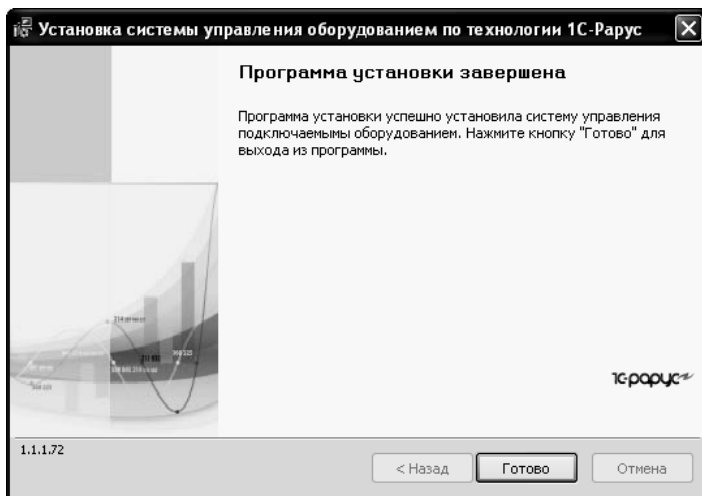 Установка системы управления оборудованием по технологии 1С-Рарус
Программа установки завершена
Программа установки успешно установила систему управления
подключаемымы оборудованием. Нажмите кнопку "Готово" для
выхода из программы.
1С-рарус
1.1.1.72
< Назад
Готово
Отмена